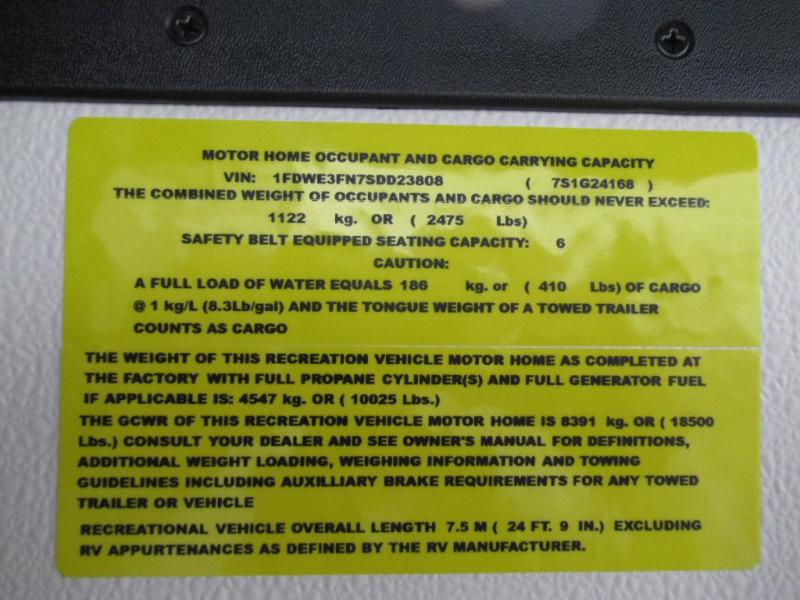 MOTOR HOME OCCUPANT AND CARGO CARRYING CAPACITY
VIN: 1FDWE3FN7SDD23808 ( 7S1G24168 )
THE COMBINED WEIGHT OF OCCUPANTS AND CARGO SHOULD NEVER EXCEED:
1122 kg. OR ( 2475 Lbs)
SAFETY BELT EQUIPPED SEATING CAPACITY: 6
CAUTION:
A FULL LOAD OF WATER EQUALS 186 kg. or ( 410 Lbs) OF CARGO
@ 1 kg/L (8.3Lb/gal) AND THE TONGUE WEIGHT OF A TOWED TRAILER
COUNTS AS CARGO
THE WEIGHT OF THIS RECREATION VEHICLE MOTOR HOME AS COMPLETED AT
THE FACTORY WITH FULL PROPANE CYLINDER(S) AND FULL GENERATOR FUEL
IF APPLICABLE IS: 4547 kg. OR ( 10025 Lbs.)
THE GCWR OF THIS RECREATION VEHICLE MOTOR HOME IS 8391 kg. OR ( 18500
Lbs.) CONSULT YOUR DEALER AND SEE OWNER'S MANUAL FOR DEFINITIONS,
ADDITIONAL WEIGHT LOADING, WEIGHING INFORMATION AND TOWING
GUIDELINES INCLUDING AUXILLIARY BRAKE REQUIREMENTS FOR ANY TOWED
TRAILER OR VEHICLE
RECREATIONAL VEHICLE OVERALL LENGTH 7.5 M ( 24 FT. 9 IN.) EXCLUDING
RV APPURTENANCES AS DEFINED BY THE RV MANUFACTURER.